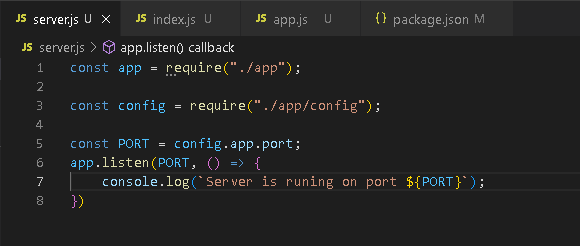 JS server.js U × JS index.js U JS app.js U {} package.json M
JS server.js > app.listen() callback
1 const app = require("./app");
2
3 const config = require("./app/config");
4
5 const PORT = config.app.port;
6 app.listen(PORT, () => {
7 console.log(`Server is runing on port ${PORT}`);
8 })